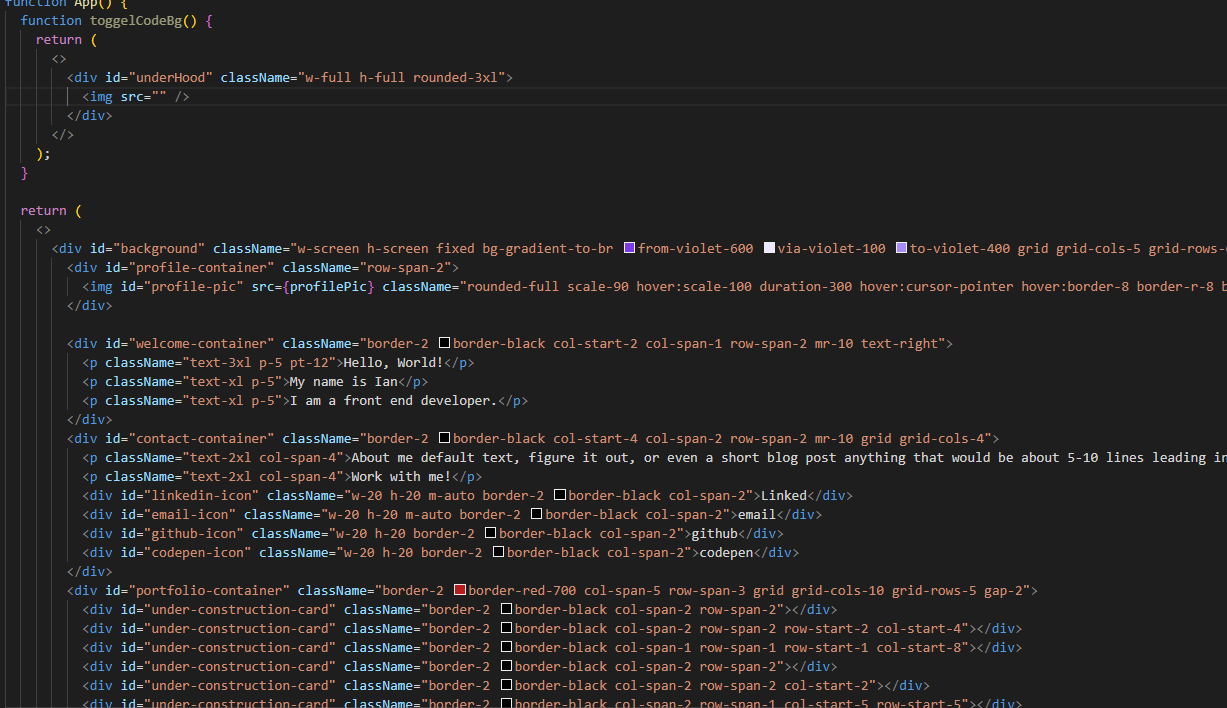 function App() {
function toggelCodeBg() {
return (
<>
<div id="underHood" className="w-full h-full rounded-3xl">
<img src="" />
</div>
</>
);
}
return (
<>
<div id="background" className="w-screen h-screen fixed bg-gradient-to-br from-violet-600 via-violet-100 to-violet-400 grid grid-cols-5 grid-rows-
<div id="profile-container" className="row-span-2">
<img id="profile-pic" src={profilePic} className="rounded-full scale-90 hover:scale-100 duration-300 hover:cursor-pointer hover:border-8 border-r-8 b
</div>
<div id="welcome-container" className="border-2 border-black col-start-2 col-span-1 row-span-2 mr-10 text-right">
<p className="text-3xl p-5 pt-12">Hello, World!</p>
<p className="text-xl p-5">My name is Ian</p>
<p className="text-xl p-5">I am a front end developer.</p>
</div>
<div id="contact-container" className="border-2 border-black col-start-4 col-span-2 row-span-2 mr-10 grid grid-cols-4">
<p className="text-2xl col-span-4">About me default text, figure it out, or even a short blog post anything that would be about 5-10 lines leading in
<p className="text-2xl col-span-4">Work with me!</p>
<div id="linkedin-icon" className="w-20 h-20 m-auto border-2 border-black col-span-2">Linked</div>
<div id="email-icon" className="w-20 h-20 m-auto border-2 border-black col-span-2">email</div>
<div id="github-icon" className="w-20 h-20 border-2 border-black col-span-2">github</div>
<div id="codepen-icon" className="w-20 h-20 border-2 border-black col-span-2">codepen</div>
</div>
<div id="portfolio-container" className="border-2 border-red-700 col-span-5 row-span-3 grid grid-cols-10 grid-rows-5 gap-2">
<div id="under-construction-card" className="border-2 border-black col-span-2 row-span-2"></div>
<div id="under-construction-card" className="border-2 border-black col-span-2 row-span-2 row-start-2 col-start-4"></div>
<div id="under-construction-card" className="border-2 border-black col-span-1 row-span-1 row-start-1 col-start-8"></div>
<div id="under-construction-card" className="border-2 border-black col-span-2 row-span-2"></div>
<div id="under-construction-card" className="border-2 border-black col-span-2 row-span-2 col-start-2"></div>
<div id="under-construction-card" className="border-2 border-black col-span-2 row-span-1 col-start-5 row-start-5"></div>